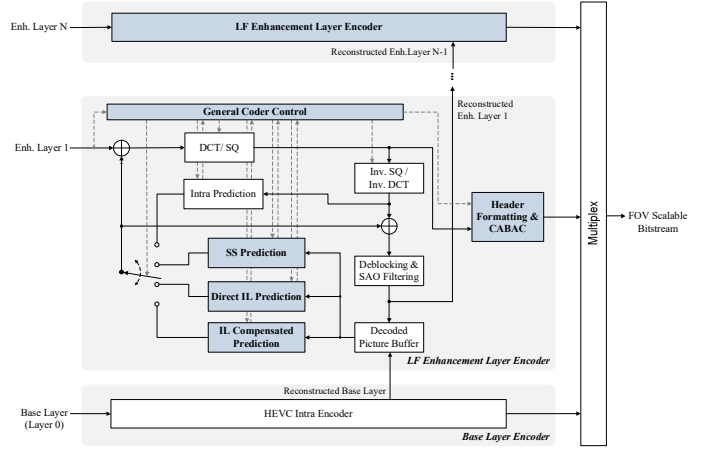 Enh. Layer N
LF Enhancement Layer Encoder
Reconstructed Enh.Layer N-1
...
General Coder Control
Reconstructed
Enh. Layer 1
Enh. Layer 1
DCT/ SQ
Inv. SQ /
Inv. DCT
Intra Prediction
Header
Formatting &
CABAC
Multiplex
FOV Scalable
Bitstream
SS Prediction
Deblocking &
SAO Filtering
Direct IL Prediction
IL Compensated
Prediction
Decoded
Picture Buffer
LF Enhancement Layer Encoder
Reconstructed Base Layer
Base Layer
(Layer 0)
HEVC Intra Encoder
Base Layer Encoder